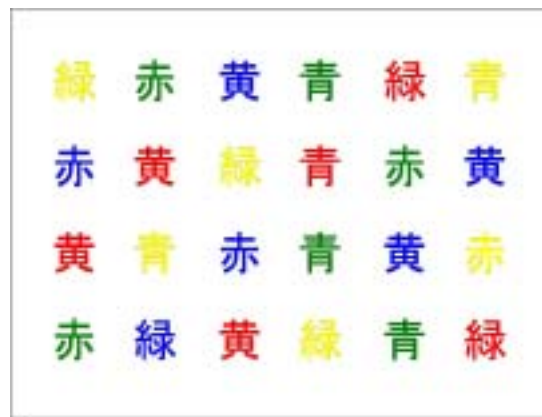 緑 赤 黄 青 緑 青
赤 黄 緑 青 赤 黄
黄 青 赤 青 黄 赤
赤 緑 黄 緑 青 緑